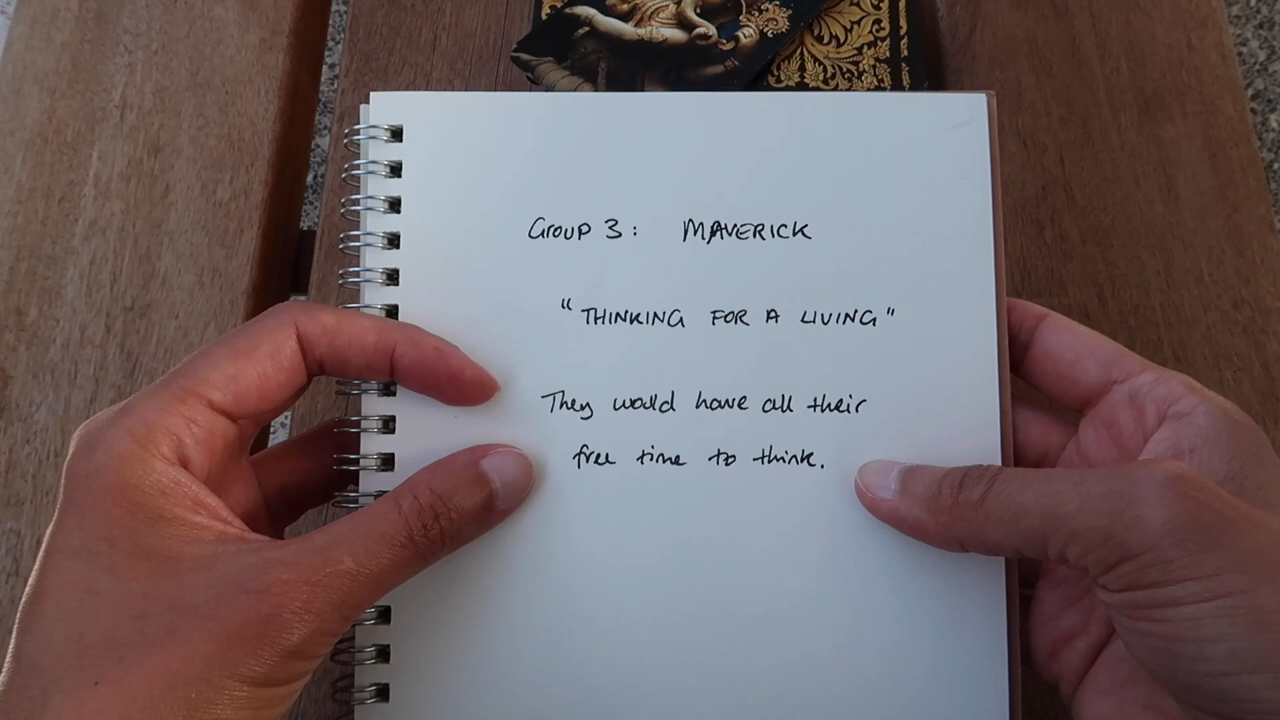 Group 3: MAVERICK
"THINKING FOR A LIVING"
They would have all their
free time to think.